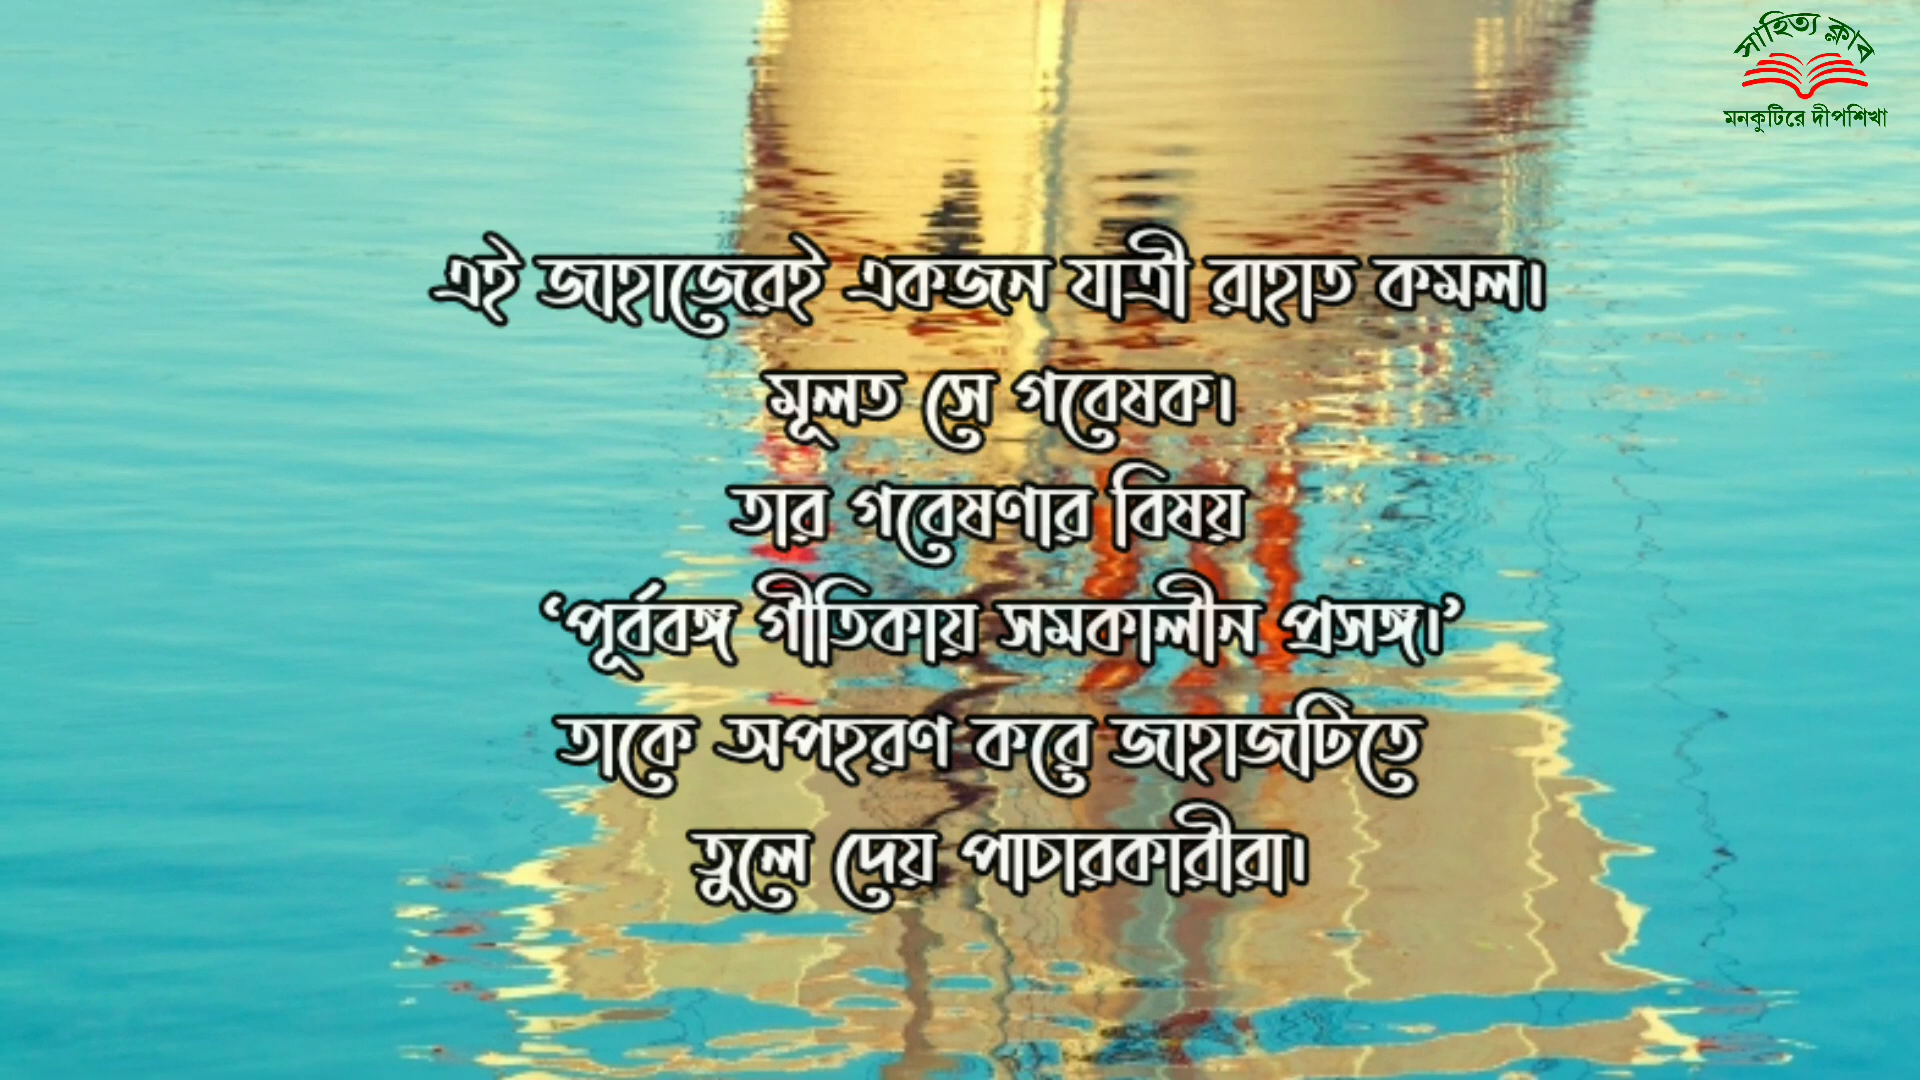 সাহিত্য ক্লাব
মনকুটিরে দীপশিখা
এই জাহাজেরই একজন যাত্রী রাহাত কমল।
মূলত সে গবেষক।
তার গবেষণার বিষয়
‘পূর্ববঙ্গ গীতিকায় সমকালীন প্রসঙ্গ।’
তাকে অপহরণ করে জাহাজটিতে
তুলে দেয় পাচারকারীরা।